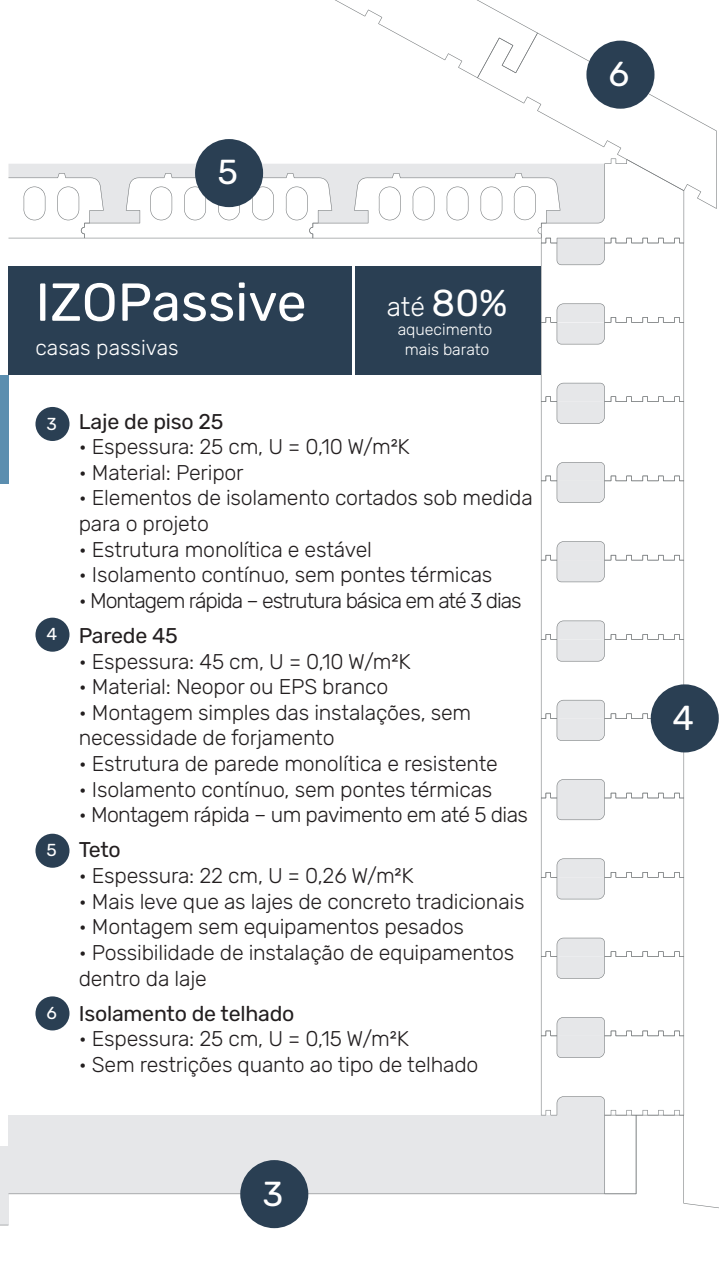 6
5
IZOPassive
casas passivas
até 80%
aquecimento
mais barato
3 Laje de piso 25
• Espessura: 25 cm, U = 0,10 W/m²K
• Material: Peripor
• Elementos de isolamento cortados sob medida
para o projeto
• Estrutura monolítica e estável
• Isolamento contínuo, sem pontes térmicas
• Montagem rápida – estrutura básica em até 3 dias
4 Parede 45
• Espessura: 45 cm, U = 0,10 W/m²K
• Material: Neopor ou EPS branco
• Montagem simples das instalações, sem
necessidade de forjamento
• Estrutura de parede monolítica e resistente
• Isolamento contínuo, sem pontes térmicas
• Montagem rápida – um pavimento em até 5 dias
5 Teto
• Espessura: 22 cm, U = 0,26 W/m²K
• Mais leve que as lajes de concreto tradicionais
• Montagem sem equipamentos pesados
• Possibilidade de instalação de equipamentos
dentro da laje
6 Isolamento de telhado
• Espessura: 25 cm, U = 0,15 W/m²K
• Sem restrições quanto ao tipo de telhado
4
3